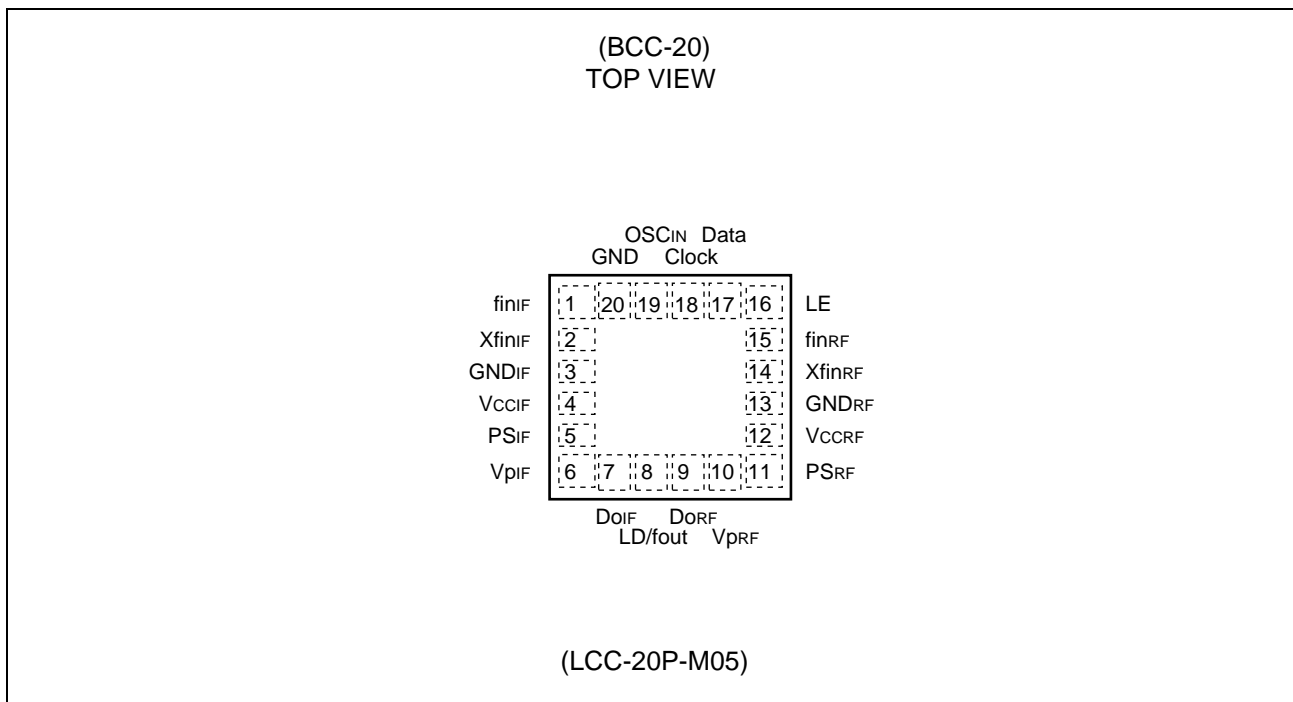 (BCC-20)
TOP VIEW
OSCIN Data
GND Clock
finIF 1 20 19 18 17 16 LE
XfinIF 2 15 finRF
GNDIF 3 14 XfinRF
VCCIF 4 13 GNDRF
PSIF 5 12 VCCRF
VpIF 6 7 8 9 10 11 PSRF
DoIF DoRF
LD/fout VpRF
(LCC-20P-M05)